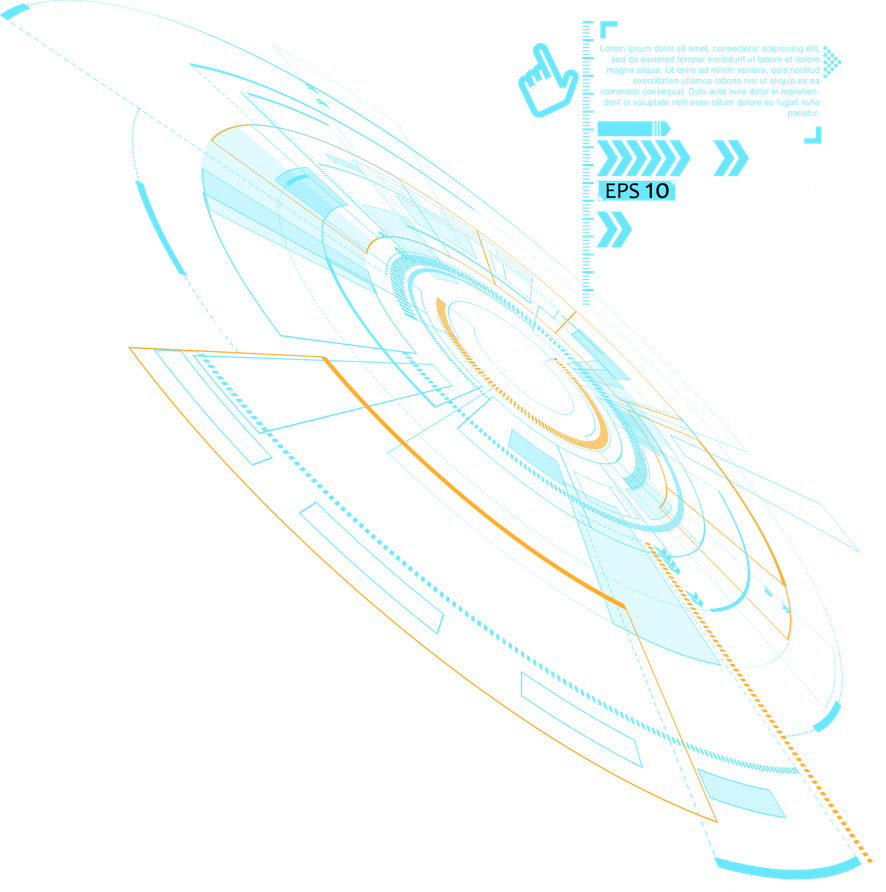 Lorem ipsum dolor sit amet, consectetur adipisicing elit,
sed do eiusmod tempor incididunt ut labore et dolore
magna aliqua. Ut enim ad minim veniam, quis nostrud
exercitation ullamco laboris nisi ut aliquip ex ea
commodo consequat. Duis aute irure dolor in reprehen-
derit in voluptate velit esse cillum dolore eu fugiat nulla
pariatur.
EPS 10